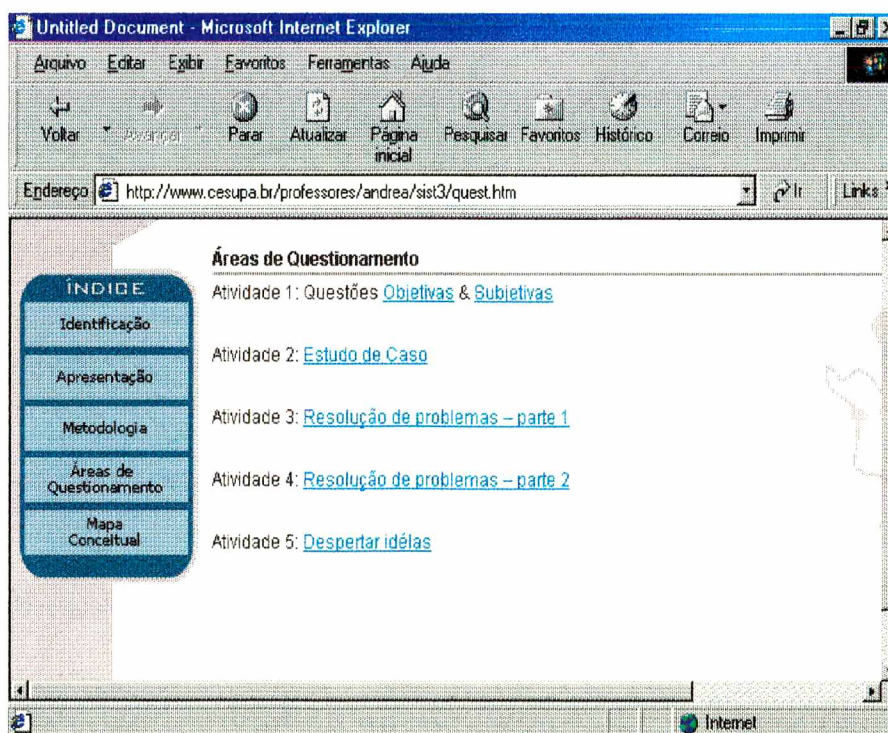 Untitled Document - Microsoft Internet Explorer
Arquivo Editar Exibir Favoritos Ferramentas Ajuda
Voltar Avançar Parar Atualizar Página inicial Pesquisar Favoritos Histórico Correio Imprimir
Endereço http://www.cesupa.br/professores/andrea/sist3/quest.htm Ir Links
Áreas de Questionamento
ÍNDICE
Identificação
Apresentação
Metodologia
Áreas de
Questionamento
Mapa
Conceitual
Atividade 1: Questões Objetivas & Subjetivas
Atividade 2: Estudo de Caso
Atividade 3: Resolução de problemas – parte 1
Atividade 4: Resolução de problemas – parte 2
Atividade 5: Despertar idéias
Internet